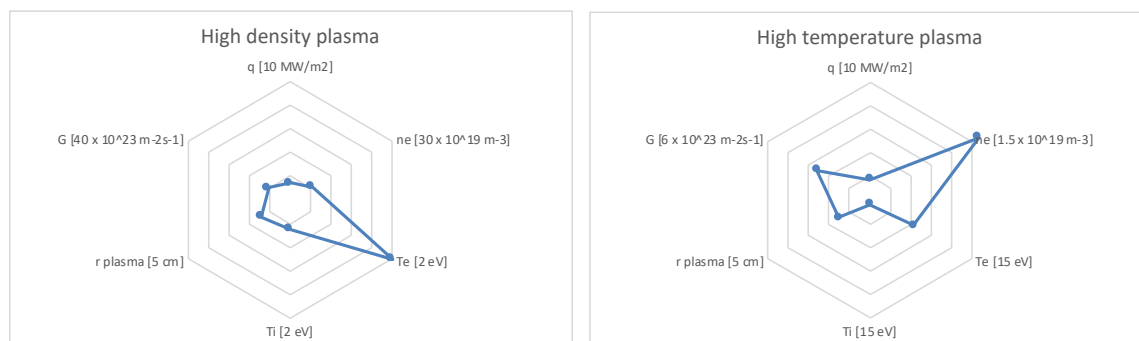 High density plasma
q [10 MW/m2]
G [40 x 10^23 m-2s-1]
ne [30 x 10^19 m-3]
r plasma [5 cm]
Te [2 eV]
Ti [2 eV]
High temperature plasma
q [10 MW/m2]
G [6 x 10^23 m-2s-1]
ne [1.5 x 10^19 m-3]
r plasma [5 cm]
Te [15 eV]
Ti [15 eV]